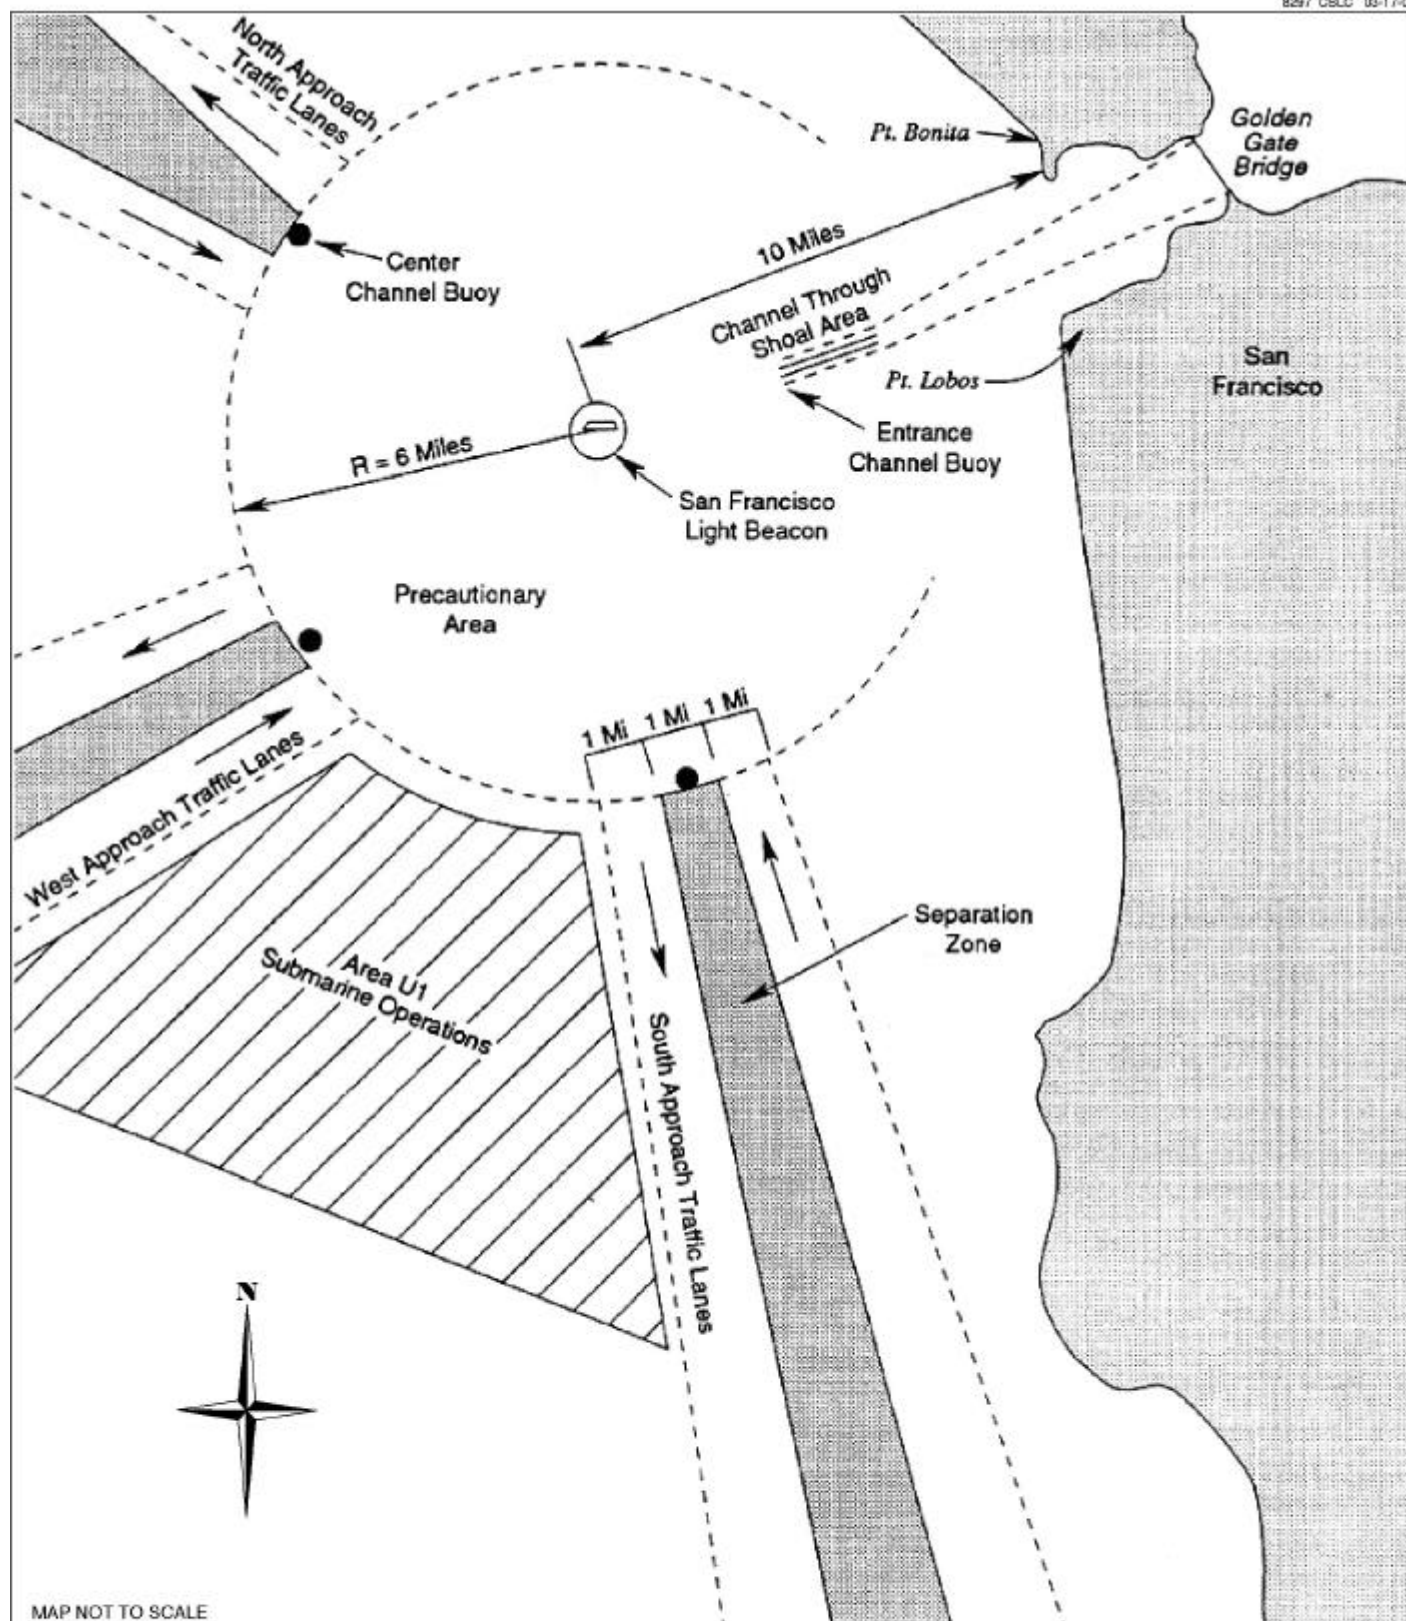 North Approach
Traffic Lanes
Pt. Bonita
Golden
Gate
Bridge
Center
Channel Buoy
10 Miles
Channel Through
Shoal Area
San
Francisco
Pt. Lobos
Entrance
Channel Buoy
R = 6 Miles
San Francisco
Light Beacon
Precautionary
Area
1 Mi
1 Mi
1 Mi
West Approach Traffic Lanes
Separation
Zone
Area U1
Submarine Operations
South Approach Traffic Lanes
N
MAP NOT TO SCALE